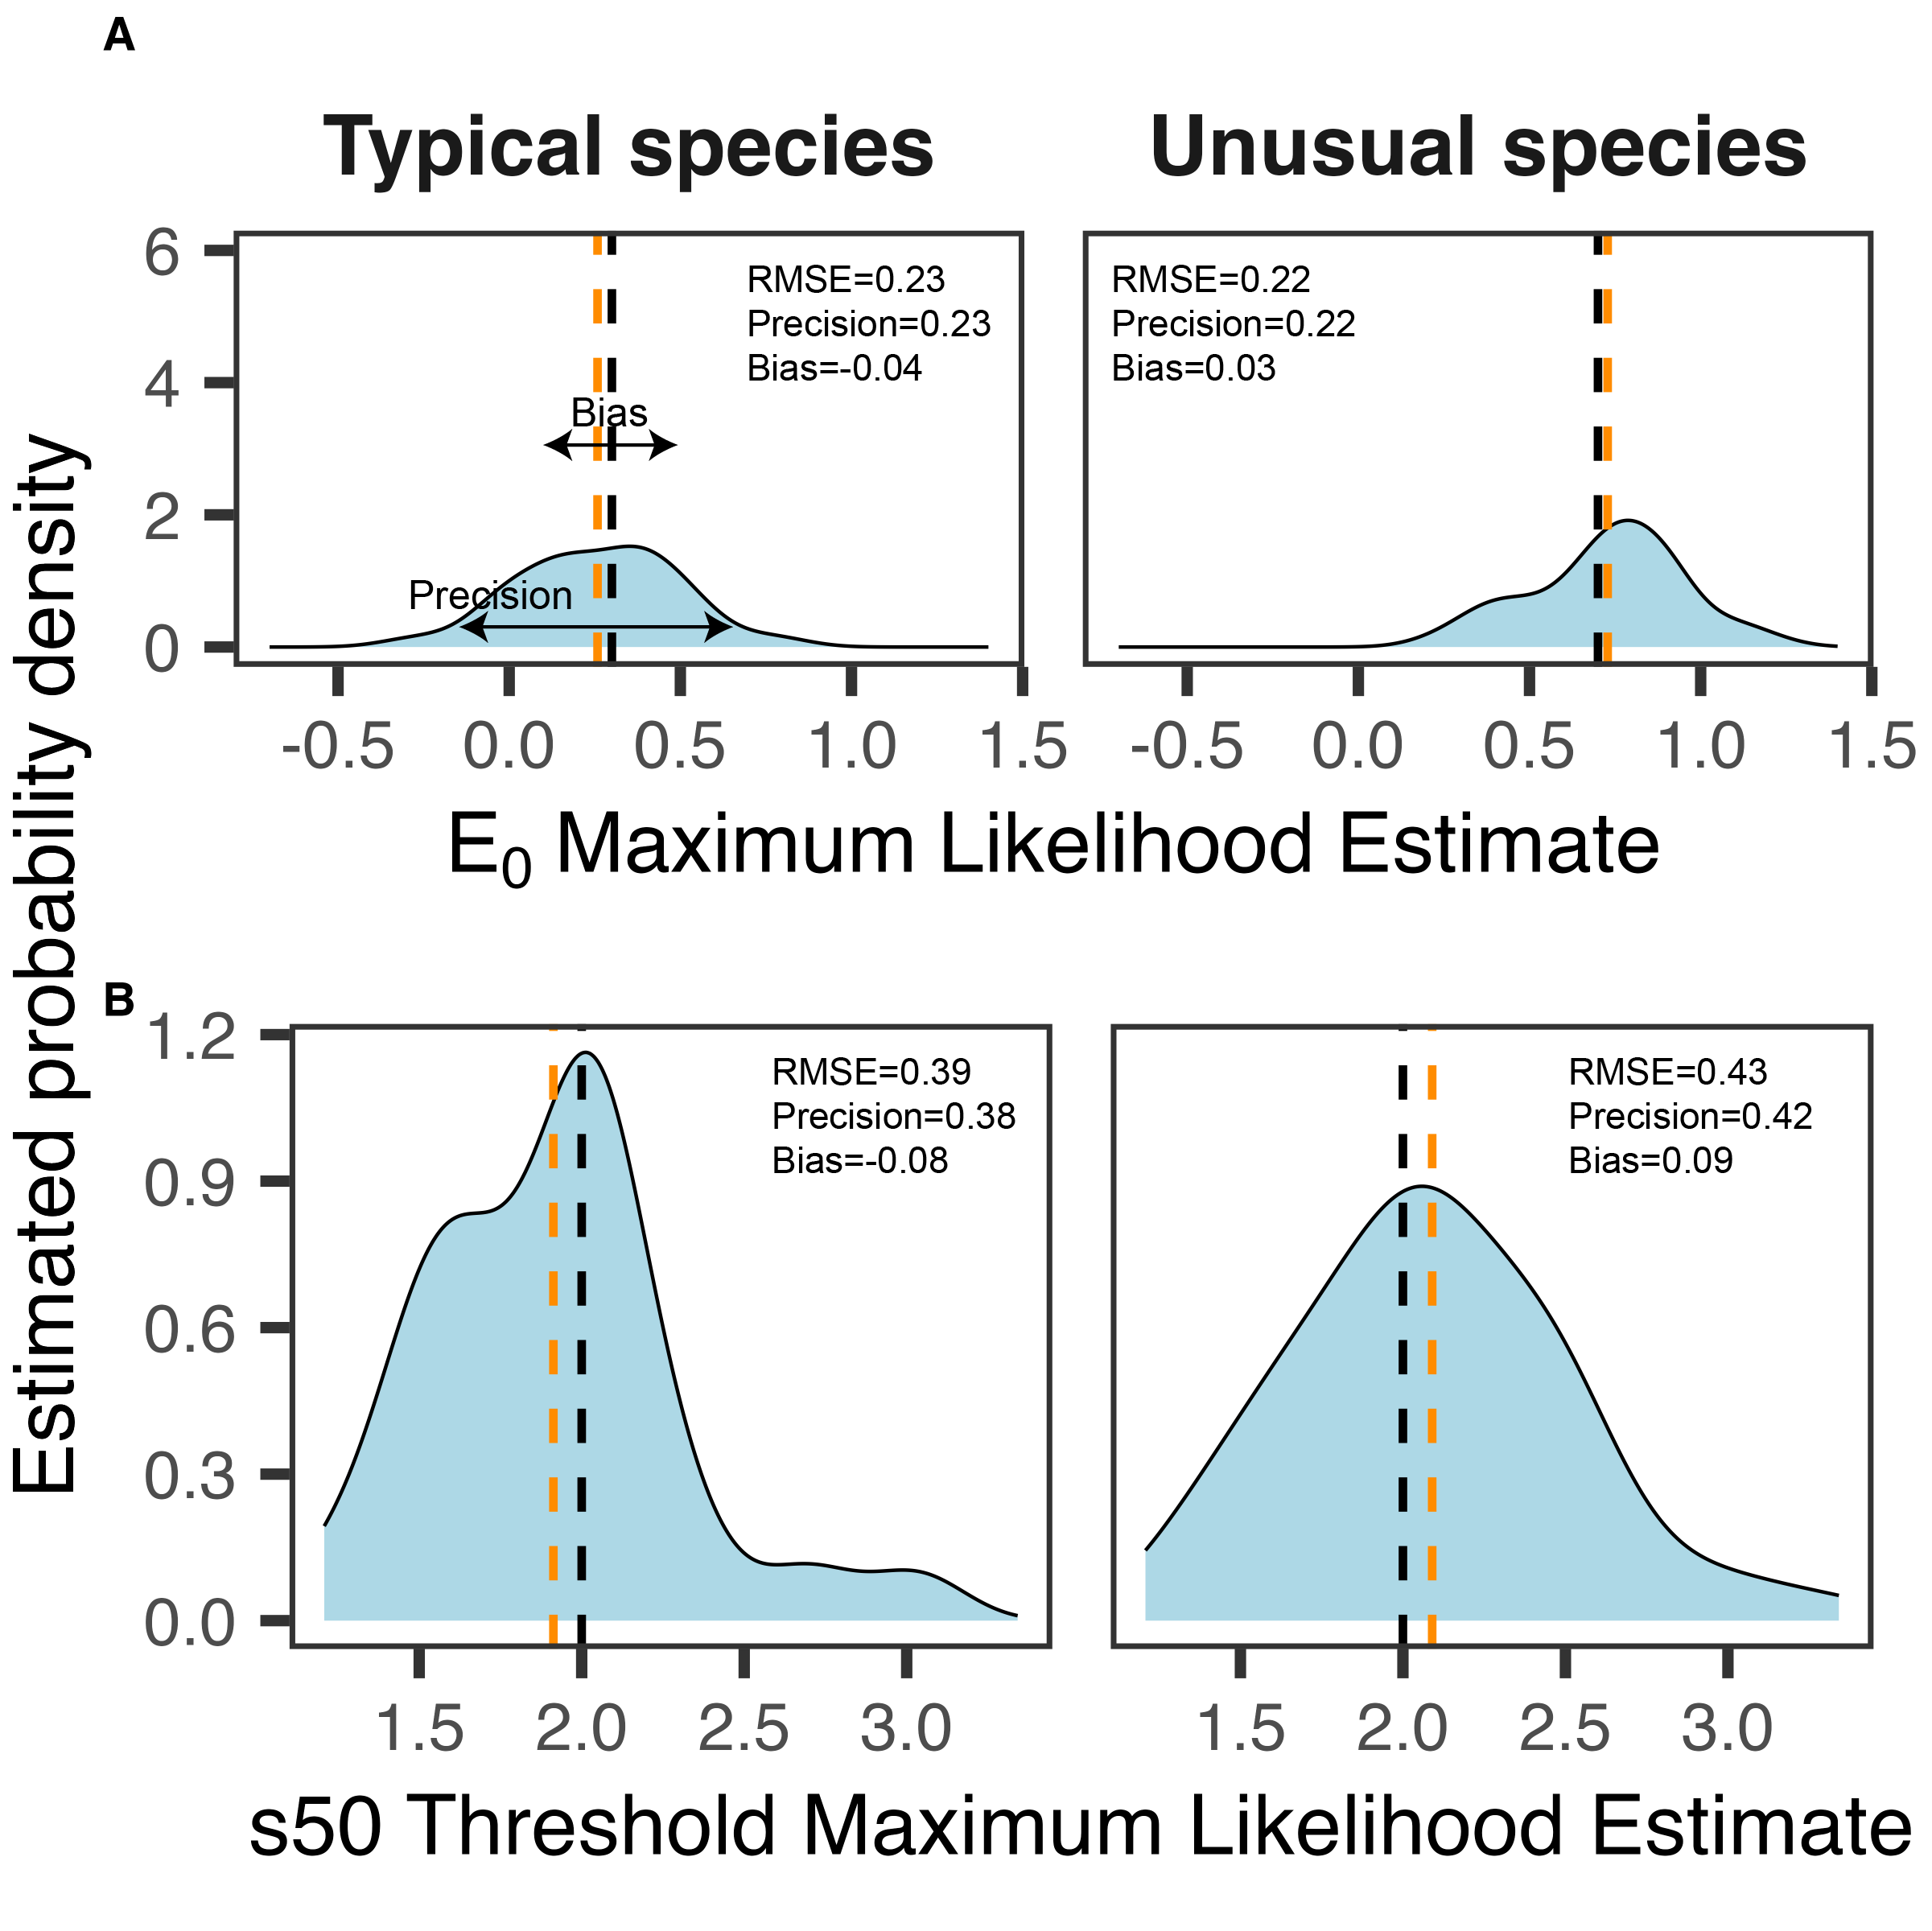 A
Typical species
Unusual species
Estimated probability density
6
4
2
0
RMSE=0.23
Precision=0.23
Bias=-0.04
Bias
Precision
RMSE=0.22
Precision=0.22
Bias=0.03
-0.5 0.0 0.5 1.0 1.5
-0.5 0.0 0.5 1.0 1.5
E₀ Maximum Likelihood Estimate
B
1.2
0.9
0.6
0.3
0.0
RMSE=0.39
Precision=0.38
Bias=-0.08
RMSE=0.43
Precision=0.42
Bias=0.09
1.5 2.0 2.5 3.0
1.5 2.0 2.5 3.0
s50 Threshold Maximum Likelihood Estimate